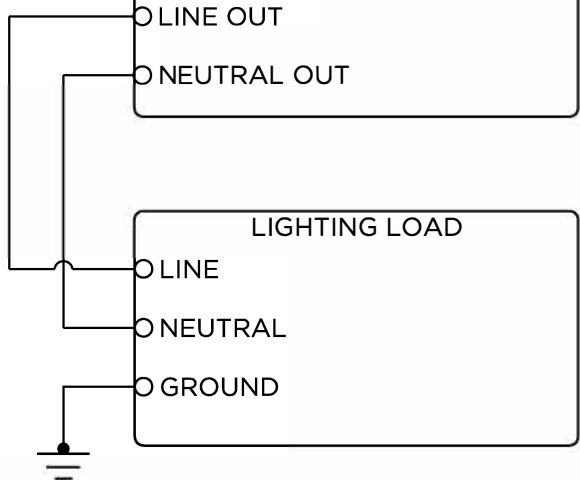 LINE OUT
NEUTRAL OUT
LIGHTING LOAD
LINE
NEUTRAL
GROUND